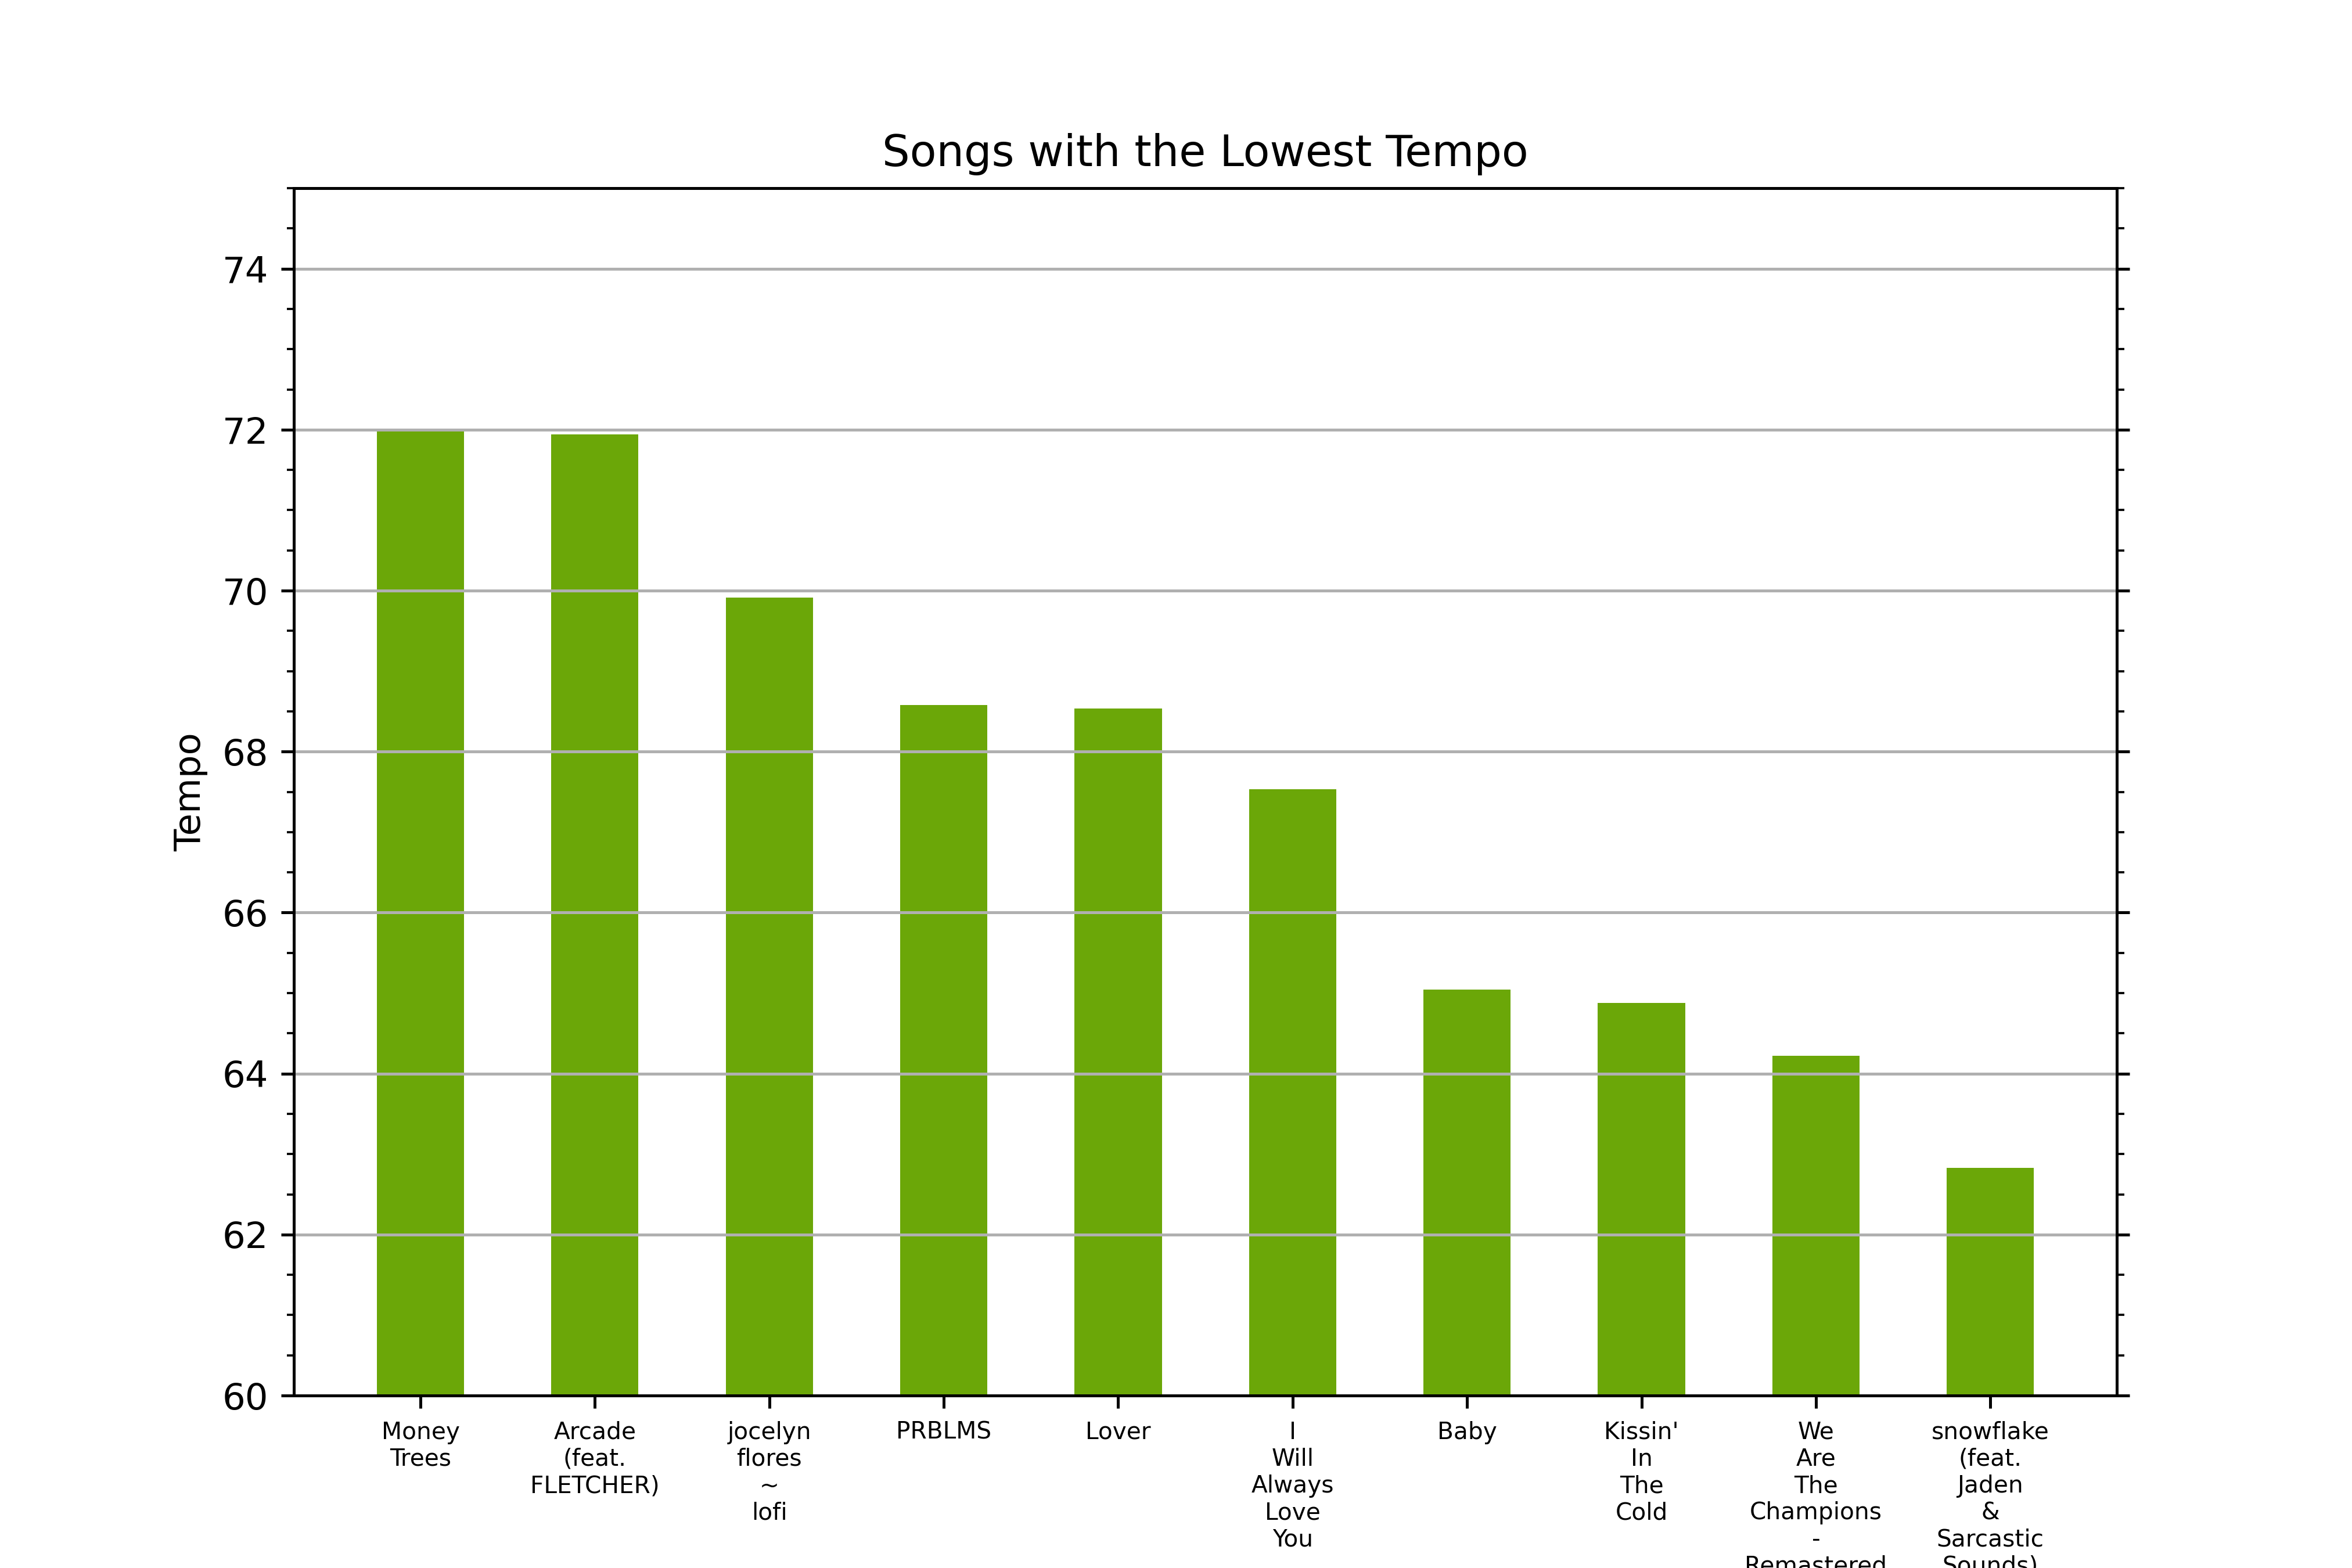 Songs with the Lowest Tempo
Tempo
74
72
70
68
66
64
62
60
Money
Trees
Arcade
(feat.
FLETCHER)
jocelyn
flores
~
lofi
PRBLMS
Lover
I
Will
Always
Love
You
Baby
Kissin'
In
The
Cold
We
Are
The
Champions
-
Remastered
snowflake
(feat.
Jaden
&
Sarcastic
Sounds)